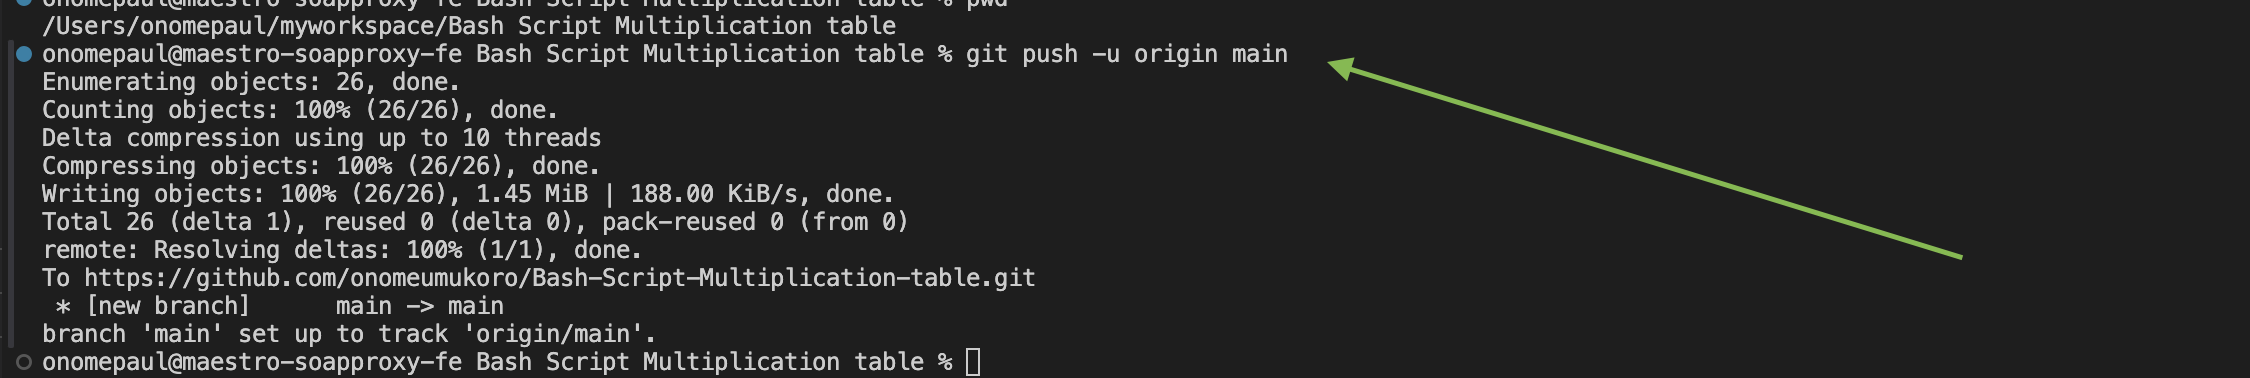 onomepaul@maestro-soapproxy-fe Bash Script Multiplication table % pwd
/Users/onomepaul/myworkspace/Bash Script Multiplication table
onomepaul@maestro-soapproxy-fe Bash Script Multiplication table % git push -u origin main
Enumerating objects: 26, done.
Counting objects: 100% (26/26), done.
Delta compression using up to 10 threads
Compressing objects: 100% (26/26), done.
Writing objects: 100% (26/26), 1.45 MiB | 188.00 KiB/s, done.
Total 26 (delta 1), reused 0 (delta 0), pack-reused 0 (from 0)
remote: Resolving deltas: 100% (1/1), done.
To https://github.com/onomeumukoro/Bash-Script-Multiplication-table.git
 * [new branch]      main -> main
branch 'main' set up to track 'origin/main'.
onomepaul@maestro-soapproxy-fe Bash Script Multiplication table %